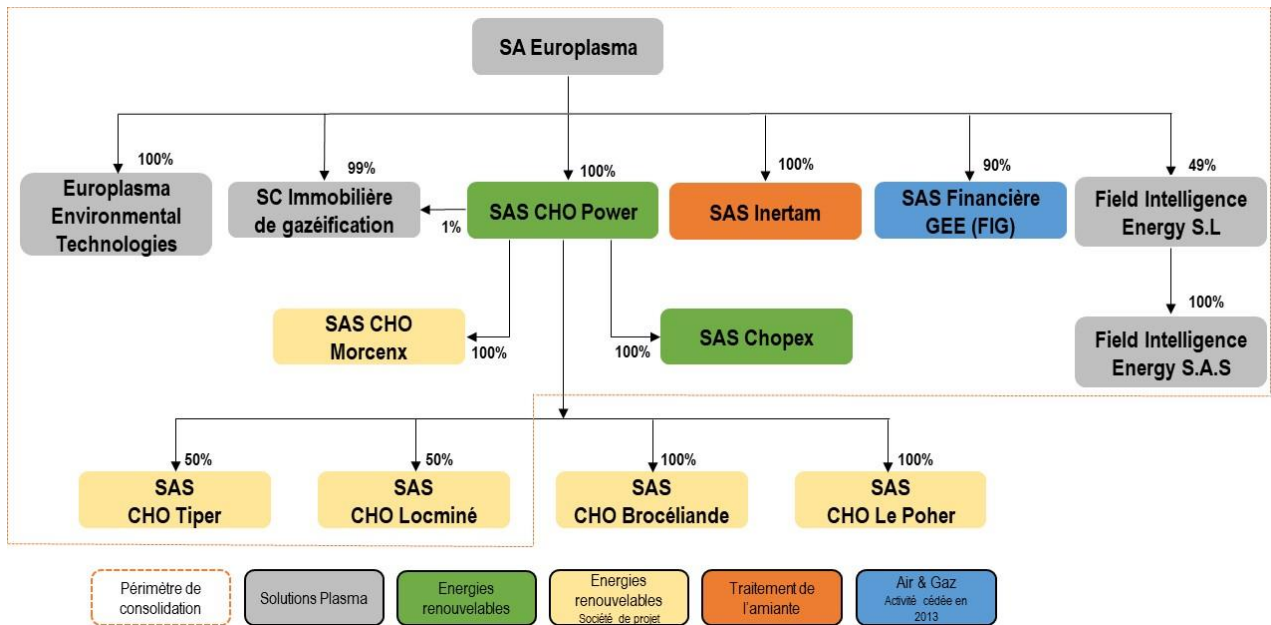 SA Europlasma
100%
99%
100%
100%
90%
49%
Europlasma
Environmental
Technologies
SC Immobilière
de gazéification
1%
SAS CHO Power
SAS Inertam
SAS Financière
GEE (FIG)
Field Intelligence
Energy S.L
100%
SAS CHO
Morcenx
100%
100%
SAS Chopex
Field Intelligence
Energy S.A.S
50%
50%
100%
100%
SAS
CHO Tiper
SAS
CHO Locminé
SAS
CHO Brocéliande
SAS
CHO Le Poher
Périmètre de
consolidation
Solutions Plasma
Energies
renouvelables
Energies
renouvelables
Société de projet
Traitement de
l'amiante
Air & Gaz
Activité cédée en
2013